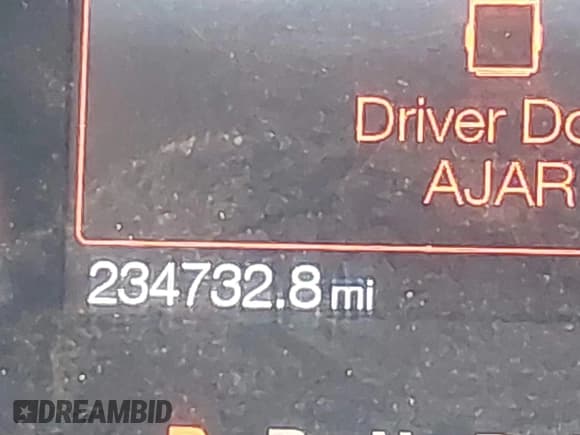 Driver Do
AJAR
234732.8 mi
DREAMBID